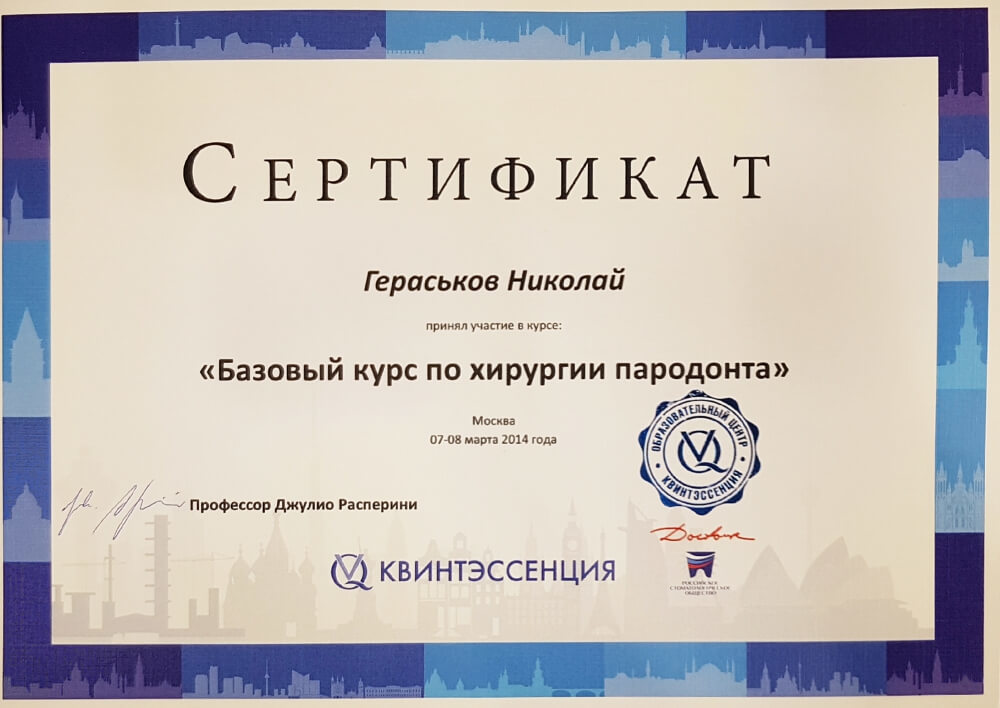 СЕРТИФИКАТ
Гераськов Николай
принял участие в курсе:
«Базовый курс по хирургии пародонта»
Москва
07-08 марта 2014 года
ОБРАЗОВАТЕЛЬНЫЙ ЦЕНТР
КВИНТЭССЕНЦИЯ
Профессор Джулио Расперини
КВИНТЭССЕНЦИЯ
РОССИЙСКОЕ
СТОМАТОЛОГИЧЕСКОЕ
ОБЩЕСТВО